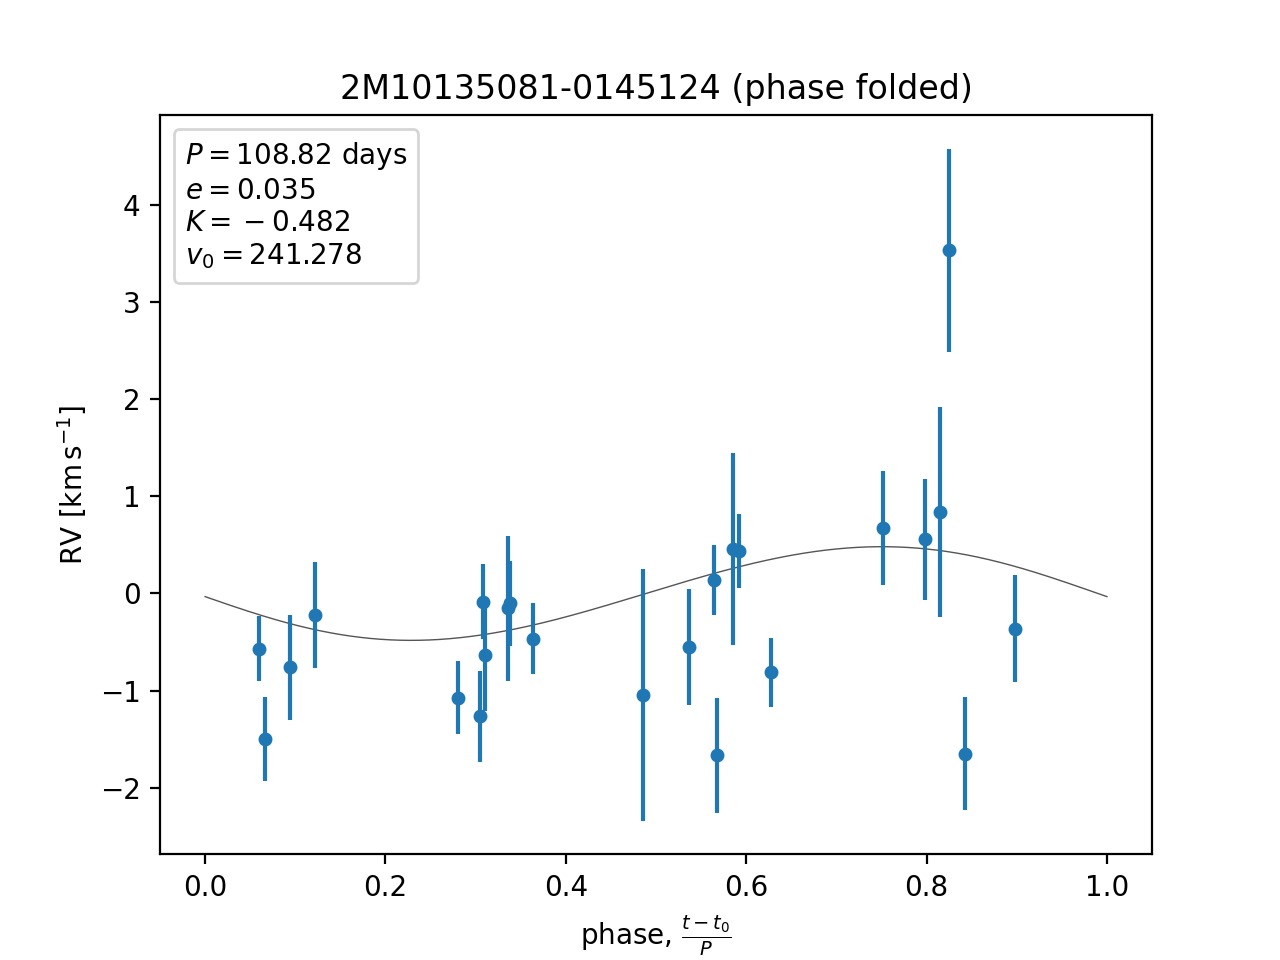 2M10135081-0145124 (phase folded)
P = 108.82 days
e = 0.035
K = −0.482
v₀ = 241.278
RV [km s⁻¹]
4
3
2
1
0
−1
−2
0.0 0.2 0.4 0.6 0.8 1.0
phase, (t − t₀)/P